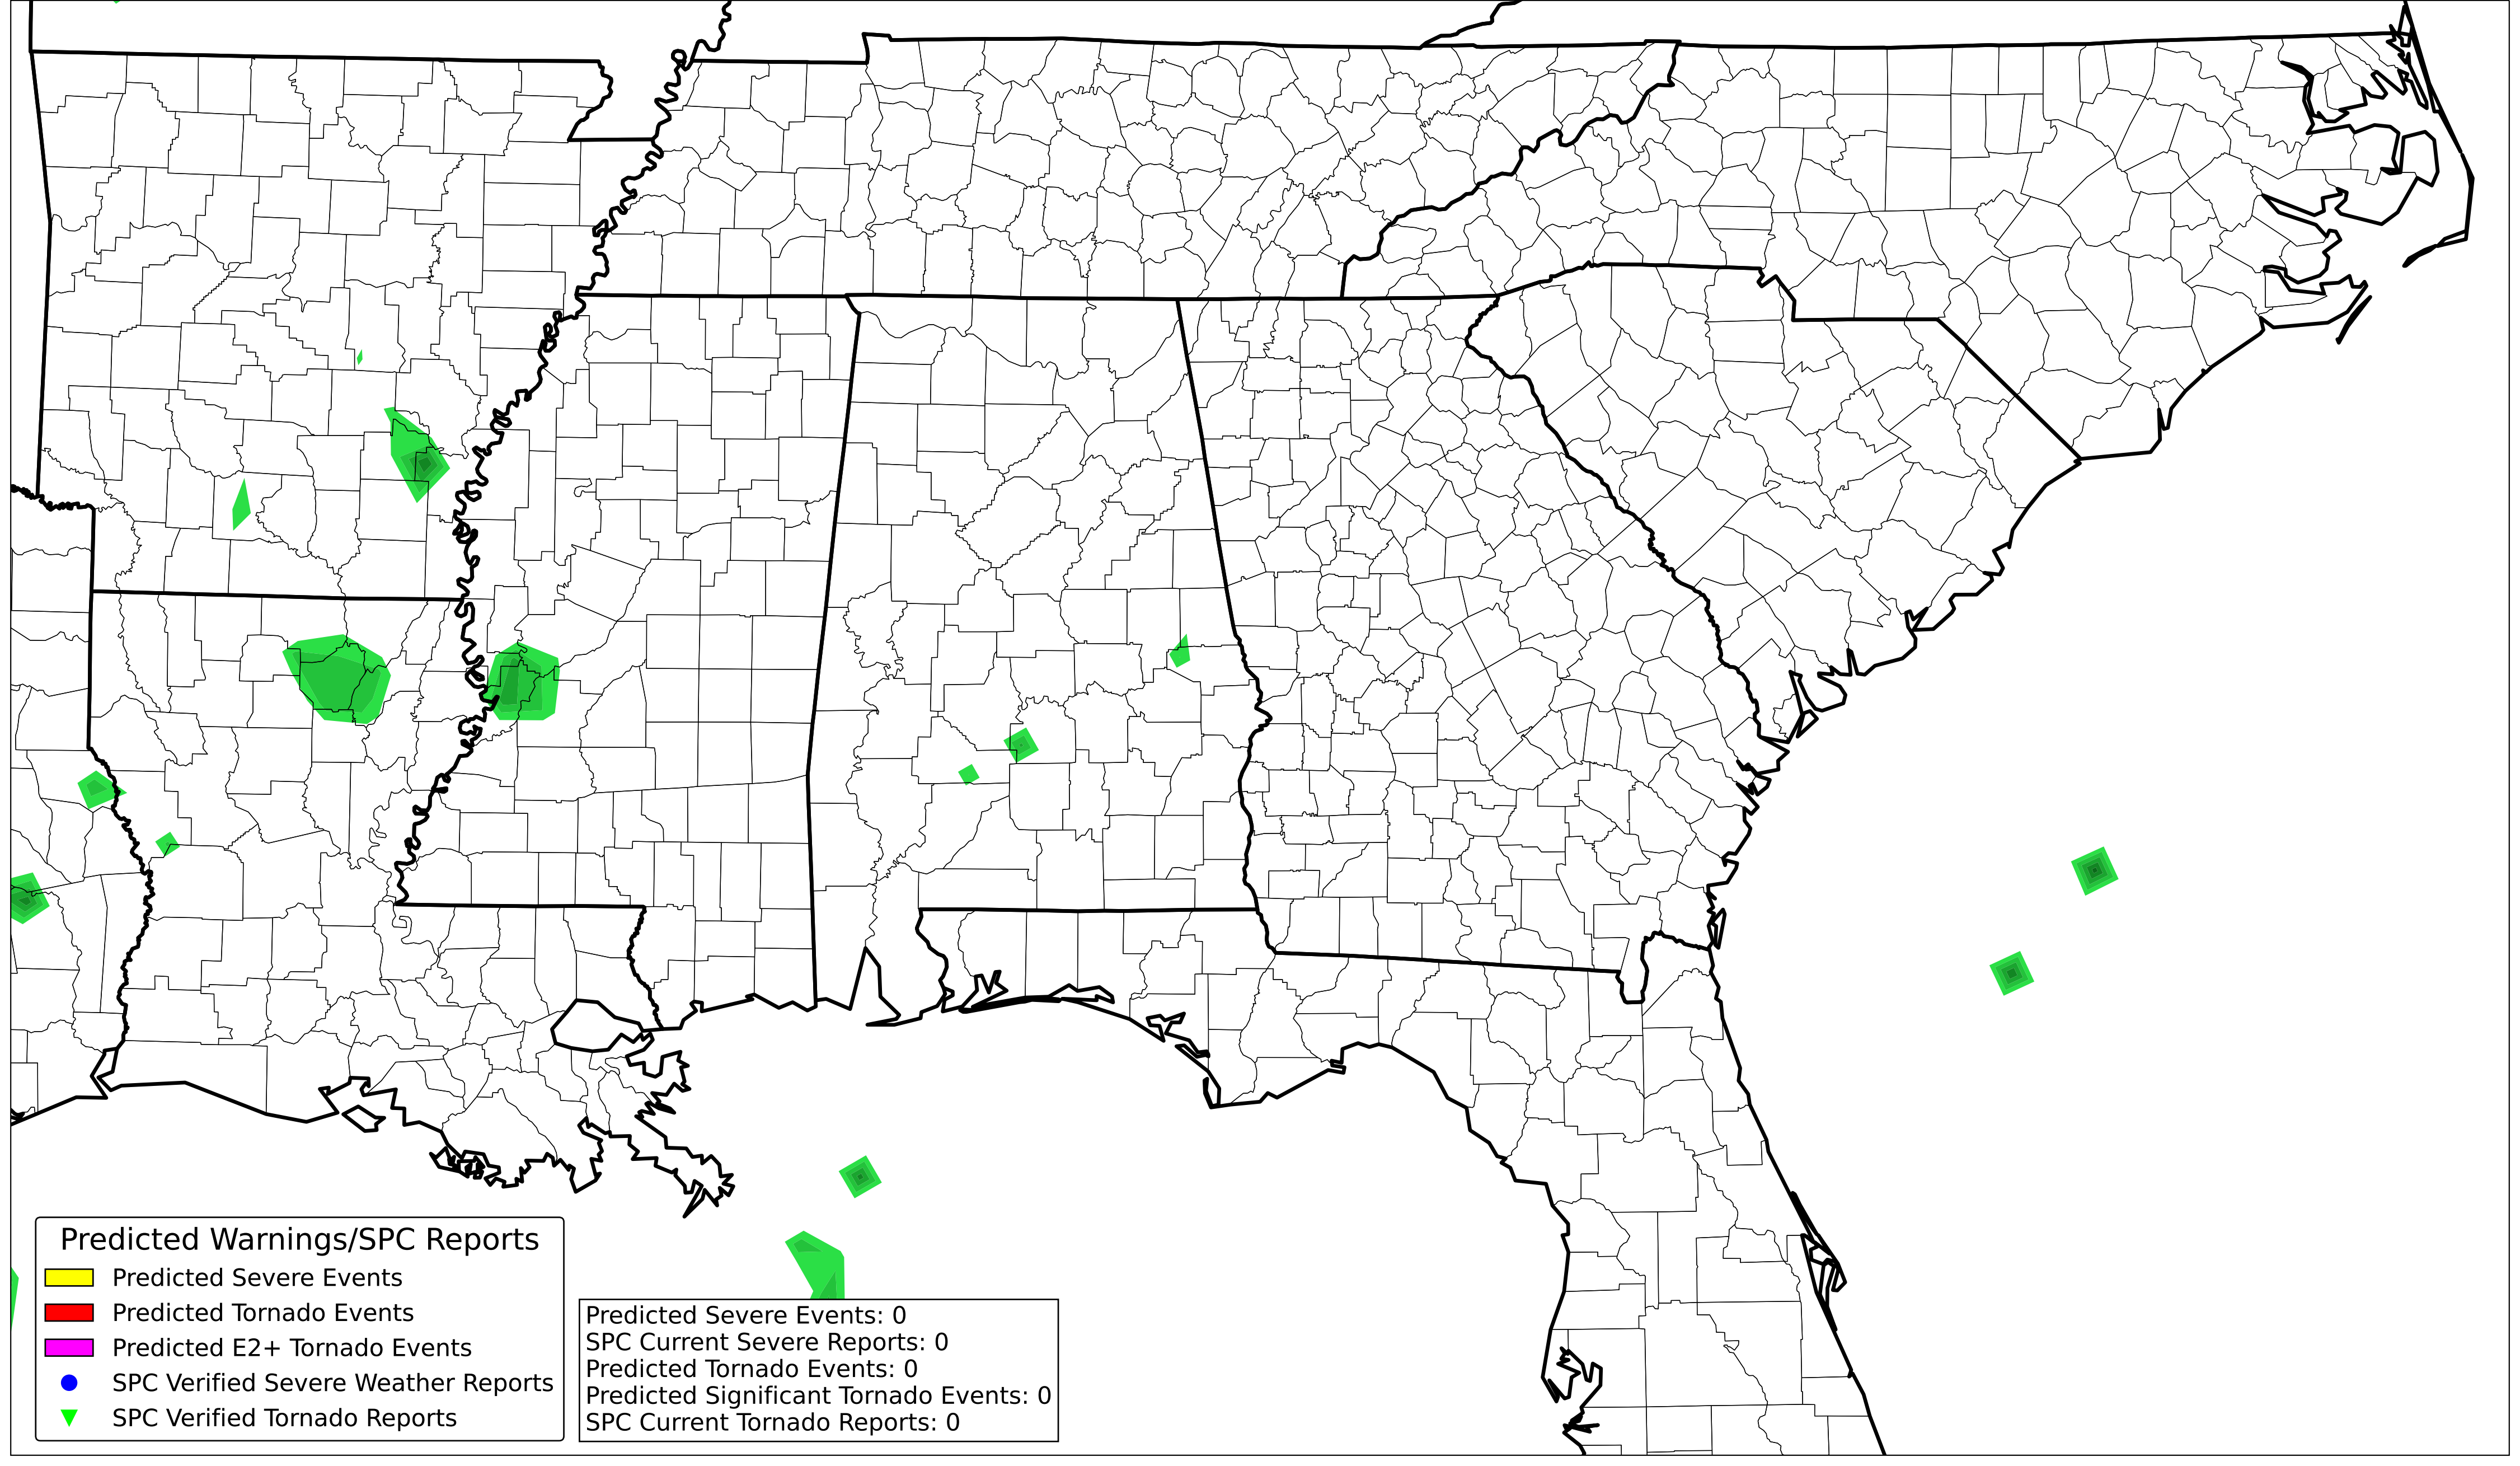 Predicted Warnings/SPC Reports
Predicted Severe Events
Predicted Tornado Events
Predicted E2+ Tornado Events
SPC Verified Severe Weather Reports
SPC Verified Tornado Reports
Predicted Severe Events: 0
SPC Current Severe Reports: 0
Predicted Tornado Events: 0
Predicted Significant Tornado Events: 0
SPC Current Tornado Reports: 0